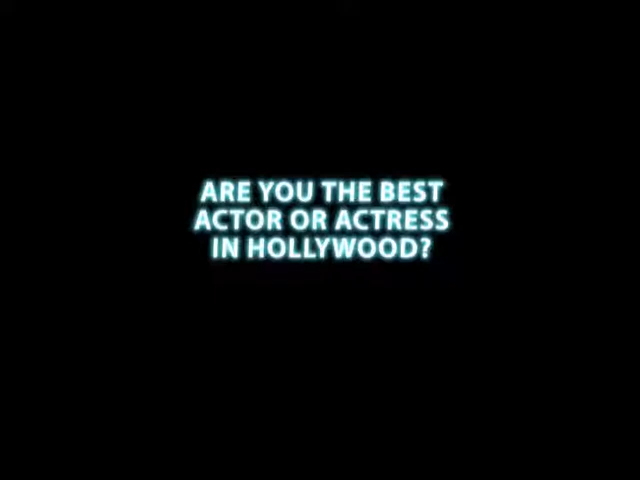 ARE YOU THE BEST
ACTOR OR ACTRESS
IN HOLLYWOOD?